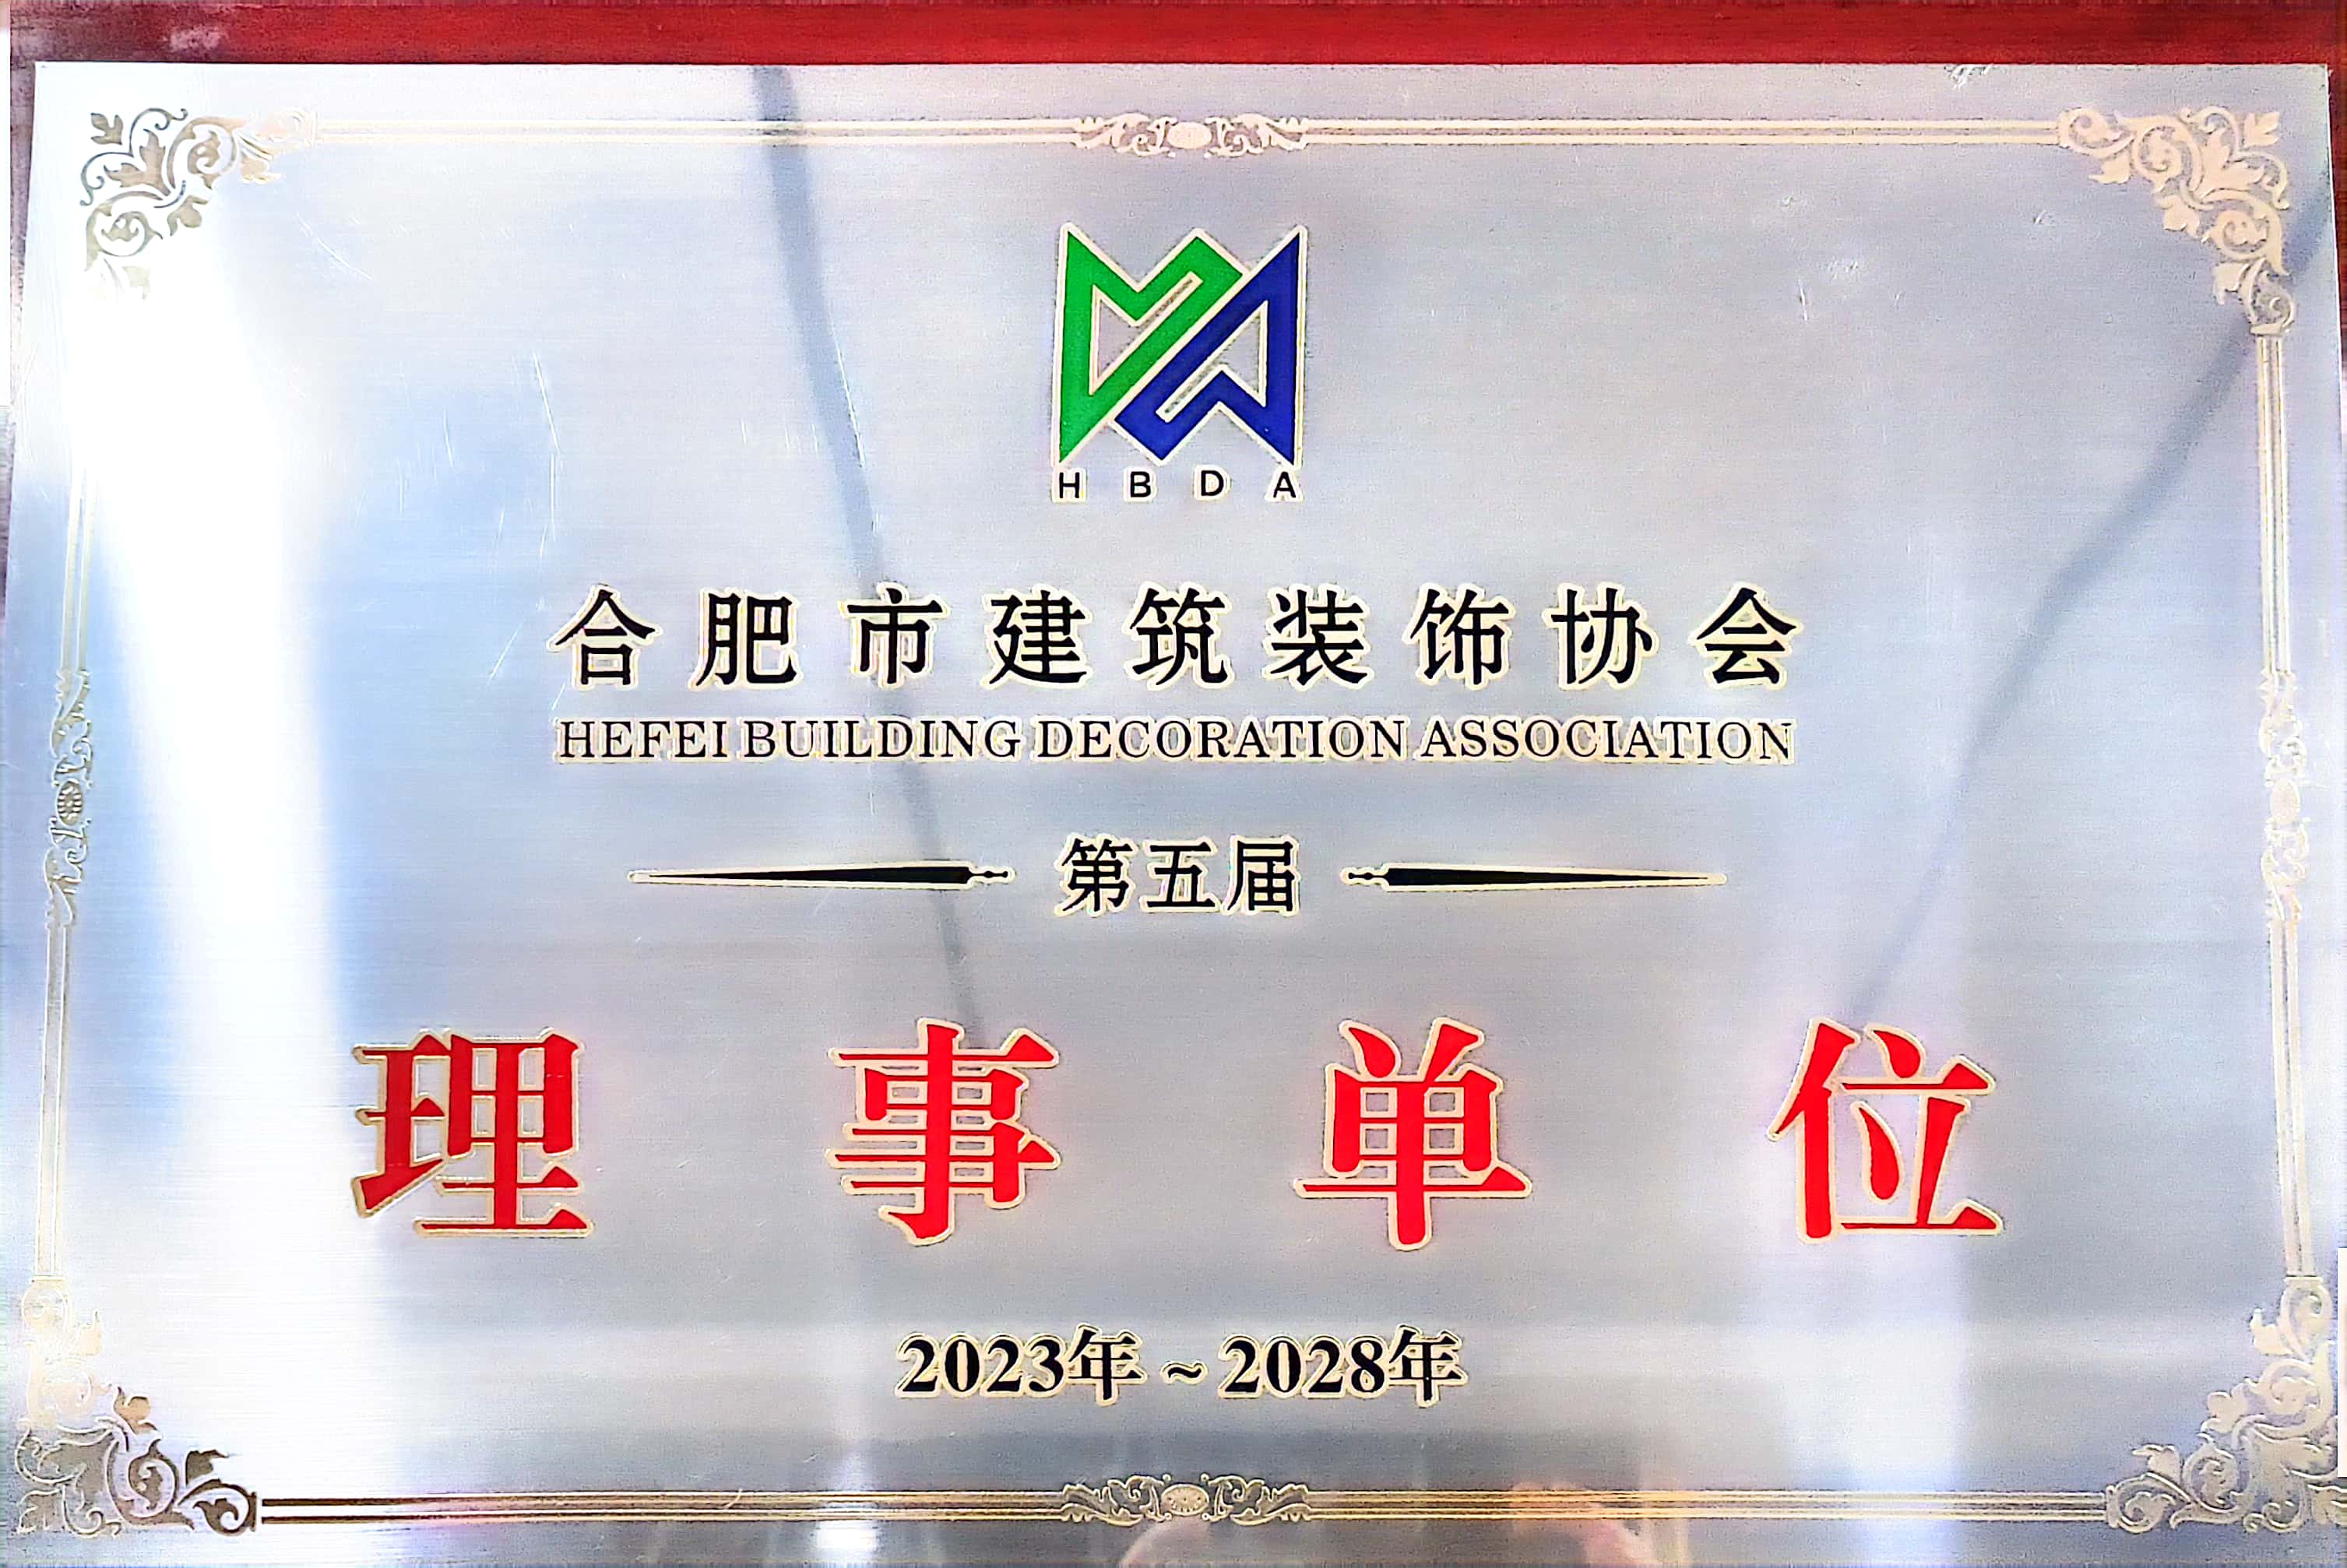 HBDA
合肥市建筑装饰协会
HEFEI BUILDING DECORATION ASSOCIATION
第五届
理事单位
2023年~2028年